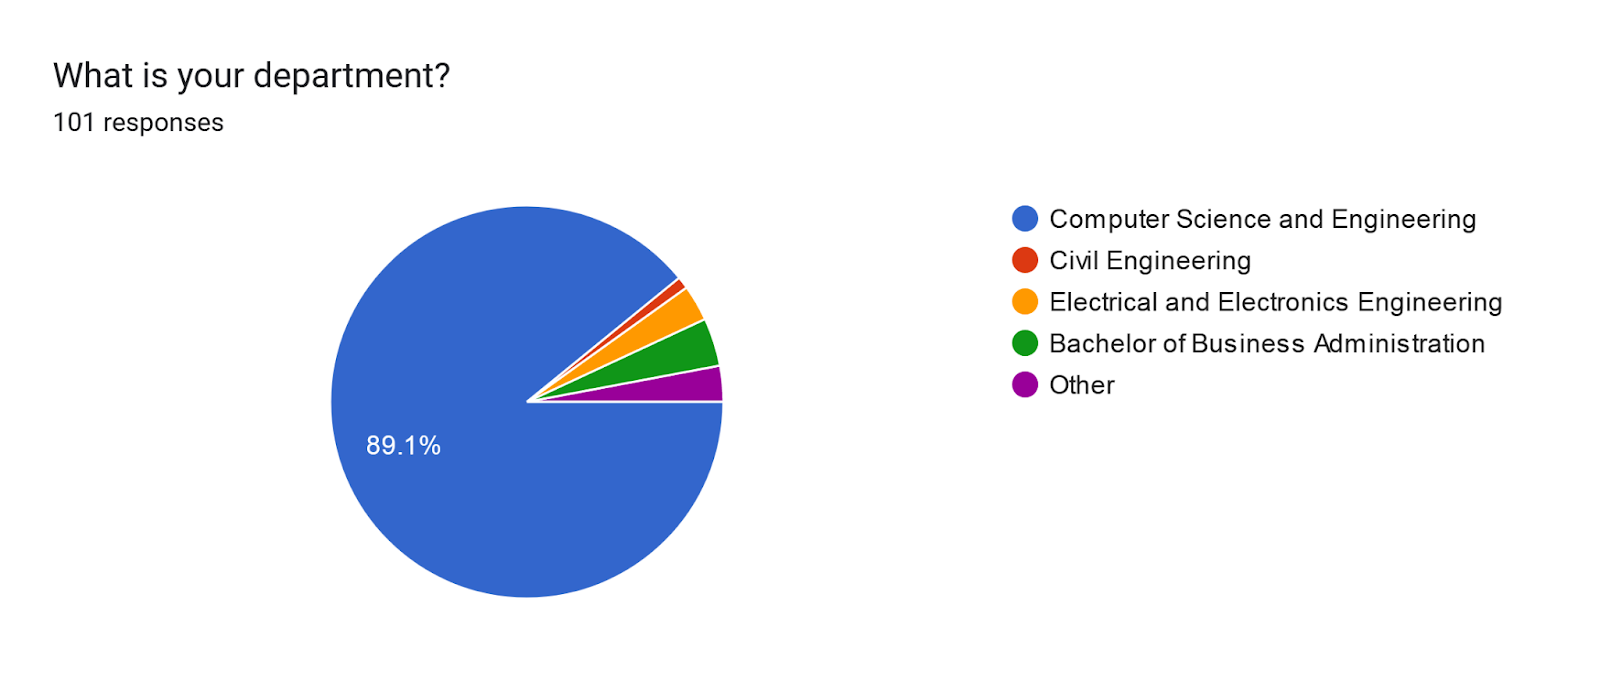 What is your department?
101 responses
Computer Science and Engineering
Civil Engineering
Electrical and Electronics Engineering
Bachelor of Business Administration
Other
89.1%